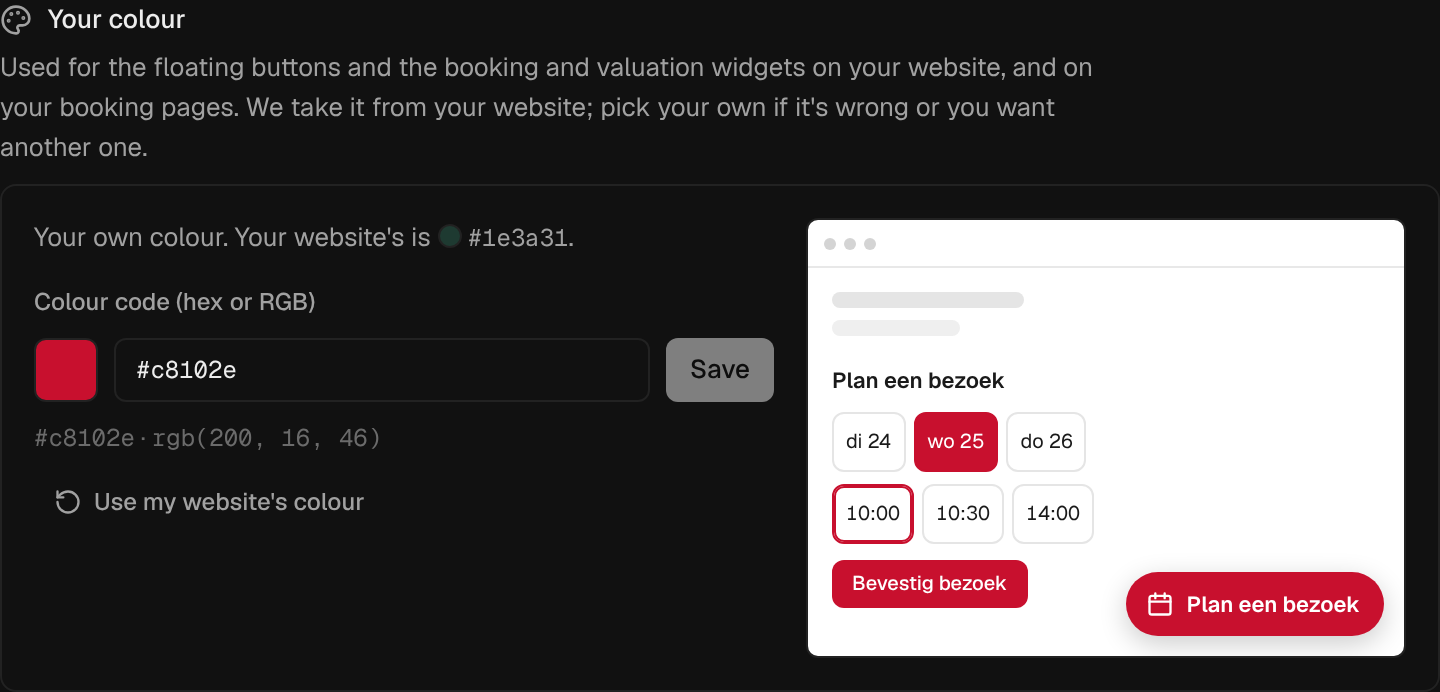 Your colour
Used for the floating buttons and the booking and valuation widgets on your website, and on
your booking pages. We take it from your website; pick your own if it's wrong or you want
another one.
Your own colour. Your website's is #1e3a31.
Colour code (hex or RGB)
#c8102e
Save
#c8102e · rgb(200, 16, 46)
Use my website's colour
Plan een bezoek
di 24 wo 25 do 26
10:00 10:30 14:00
Bevestig bezoek
Plan een bezoek